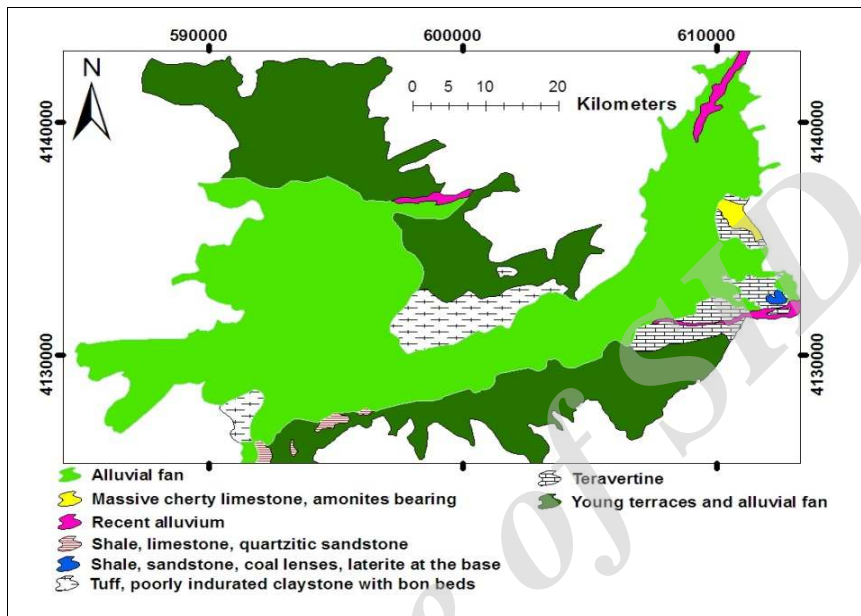 590000 600000 610000
N
0 5 10 20
Kilometers
4140000 4140000
4130000 4130000
Alluvial fan
Massive cherty limestone, amonites bearing
Recent alluvium
Shale, limestone, quartzitic sandstone
Shale, sandstone, coal lenses, laterite at the base
Tuff, poorly indurated claystone with bon beds
Teravertine
Young terraces and alluvial fan
of SID